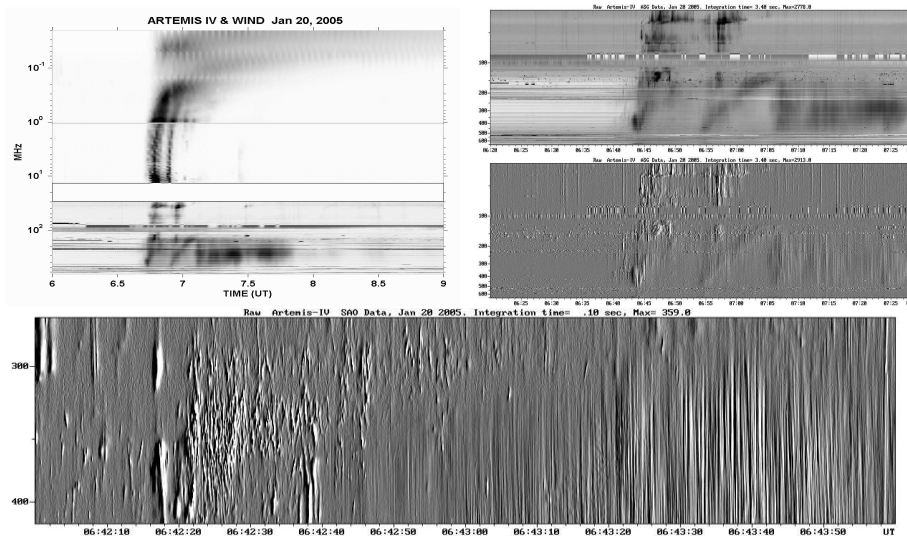 ARTEMIS IV & WIND Jan 20, 2005
10-1
100
101
102
MHz
6 6.5 7 7.5 8 8.5 9
TIME (UT)
Raw Artemis-IV ASG Data, Jan 20 2005, Integration time= 3.40 sec, Max=2778.0
100
200
300
400
500
600
06:20 06:25 06:30 06:35 06:40 06:45 06:50 06:55 07:00 07:05 07:10 07:15 07:20 07:25
Raw Artemis-IV ASG Data, Jan 20 2005, Integration time= 3.40 sec, Max=2913.0
100
200
300
400
500
600
06:25 06:30 06:35 06:40 06:45 06:50 06:55 07:00 07:05 07:10 07:15 07:20 07:25
Raw Artemis-IV SAO Data, Jan 20 2005, Integration time= .10 sec, Max= 359.0
300
400
06:42:10 06:42:20 06:42:30 06:42:40 06:42:50 06:43:00 06:43:10 06:43:20 06:43:30 06:43:40 06:43:50 UT